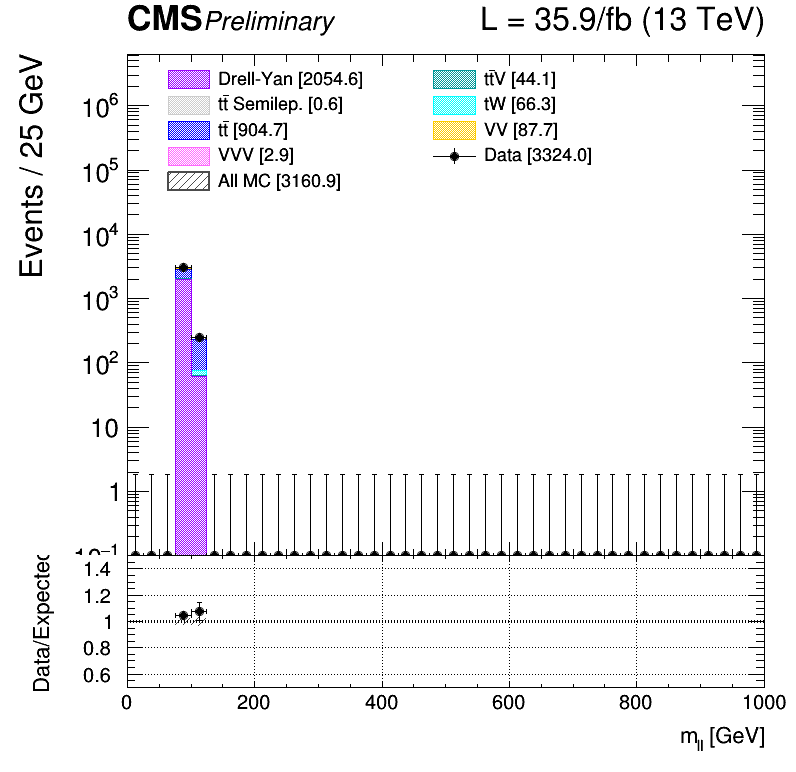 CMS Preliminary L = 35.9/fb (13 TeV)
Events / 25 GeV
Drell-Yan [2054.6]
tt̄ Semilep. [0.6]
tt̄ [904.7]
VVV [2.9]
All MC [3160.9]
tt̄V [44.1]
tW [66.3]
VV [87.7]
Data [3324.0]
10⁶
10⁵
10⁴
10³
10²
10
1
10⁻¹
Data/Expected
1.4
1.2
1
0.8
0.6
0 200 400 600 800 1000
m_ll [GeV]